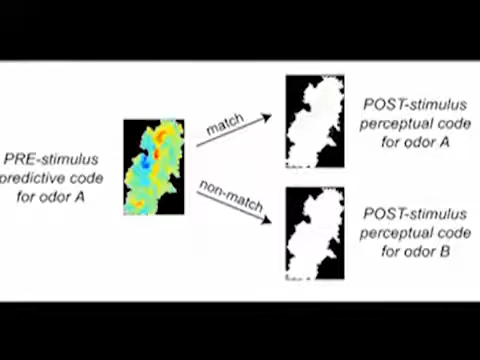 PRE-stimulus
predictive code
for odor A
match
non-match
POST-stimulus
perceptual code
for odor A
POST-stimulus
perceptual code
for odor B